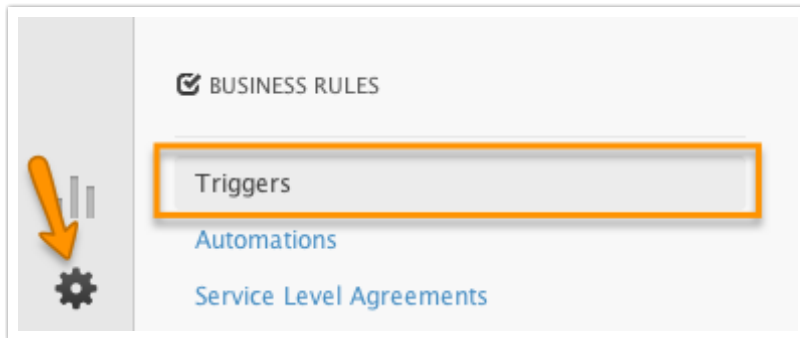 BUSINESS RULES
Triggers
Automations
Service Level Agreements